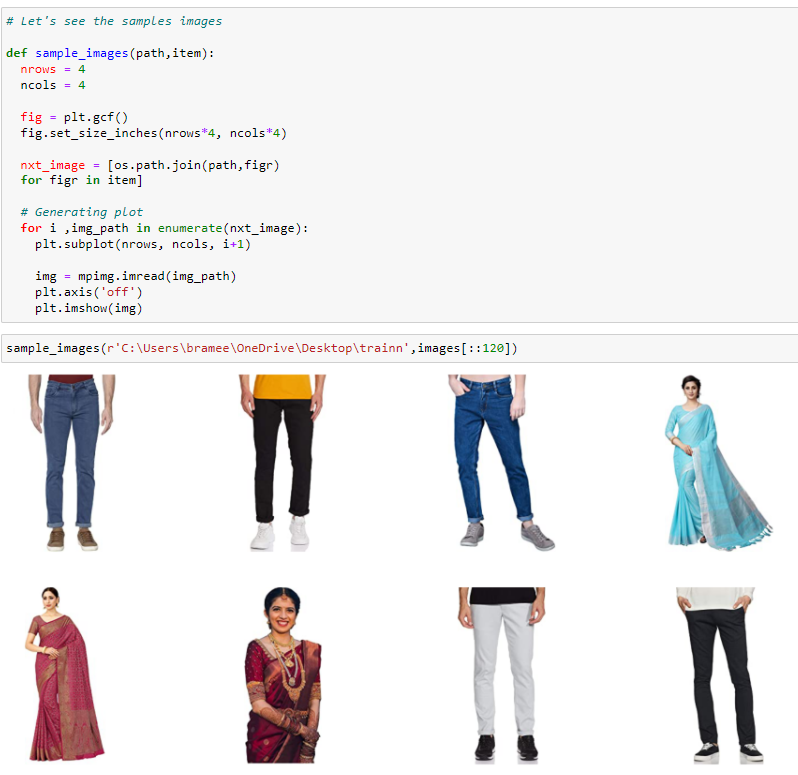 # Let's see the samples images
def sample_images(path,item):
nrows = 4
ncols = 4
fig = plt.gcf()
fig.set_size_inches(nrows*4, ncols*4)
nxt_image = [os.path.join(path,figr)
for figr in item]
# Generating plot
for i ,img_path in enumerate(nxt_image):
plt.subplot(nrows, ncols, i+1)
img = mpimg.imread(img_path)
plt.axis('off')
plt.imshow(img)
sample_images(r'C:\Users\bramee\OneDrive\Desktop\trainn',images[::120])